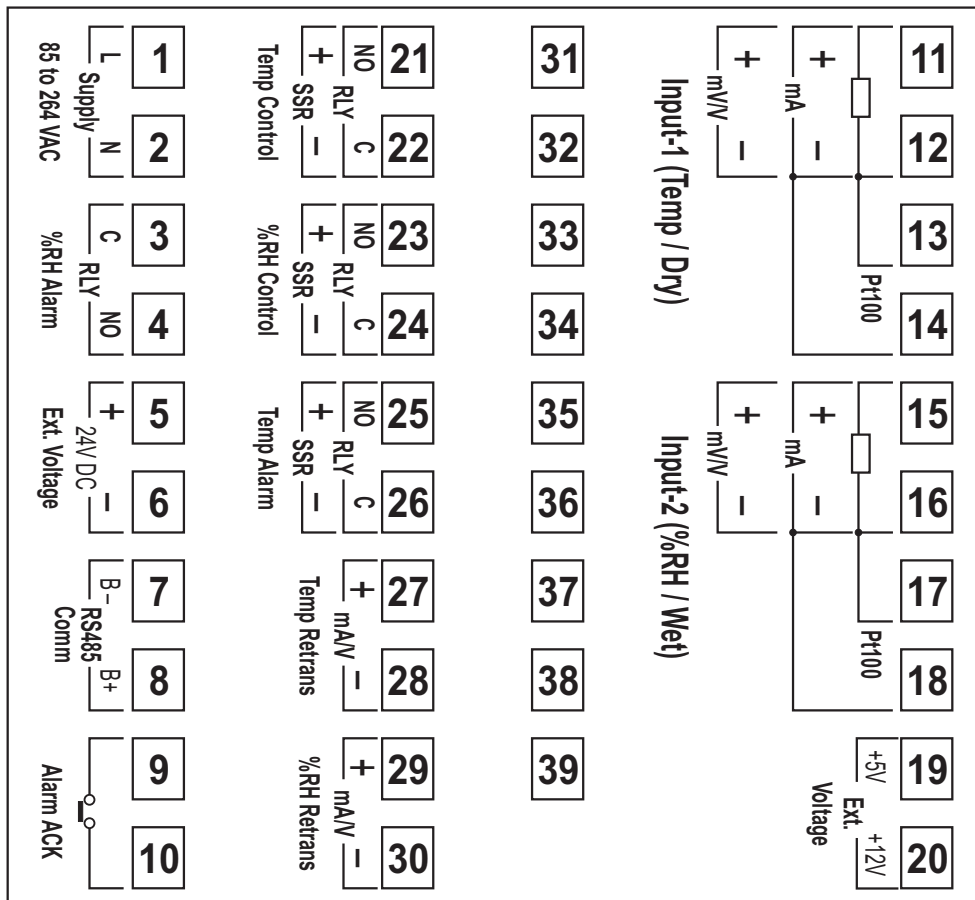 1
2
3
4
5
6
7
8
9
10
L
Supply
N
85 to 264 VAC
C
RLY
NO
%RH Alarm
+
24V DC
–
Ext. Voltage
B–
RS485
B+
Comm
Alarm ACK
21
22
23
24
25
26
27
28
29
30
NO
RLY
C
+
SSR
–
Temp Control
NO
RLY
C
+
SSR
–
%RH Control
NO
RLY
C
+
SSR
–
Temp Alarm
+
mA/V
–
Temp Retrans
+
mA/V
–
%RH Retrans
31
32
33
34
35
36
37
38
39
11
12
13
14
15
16
17
18
19
20
Pt100
+
mA
–
+
mV/V
–
Input-1 (Temp / Dry)
Pt100
+
mA
–
+
mV/V
–
Input-2 (%RH / Wet)
+5V
Ext.
+12V
Voltage